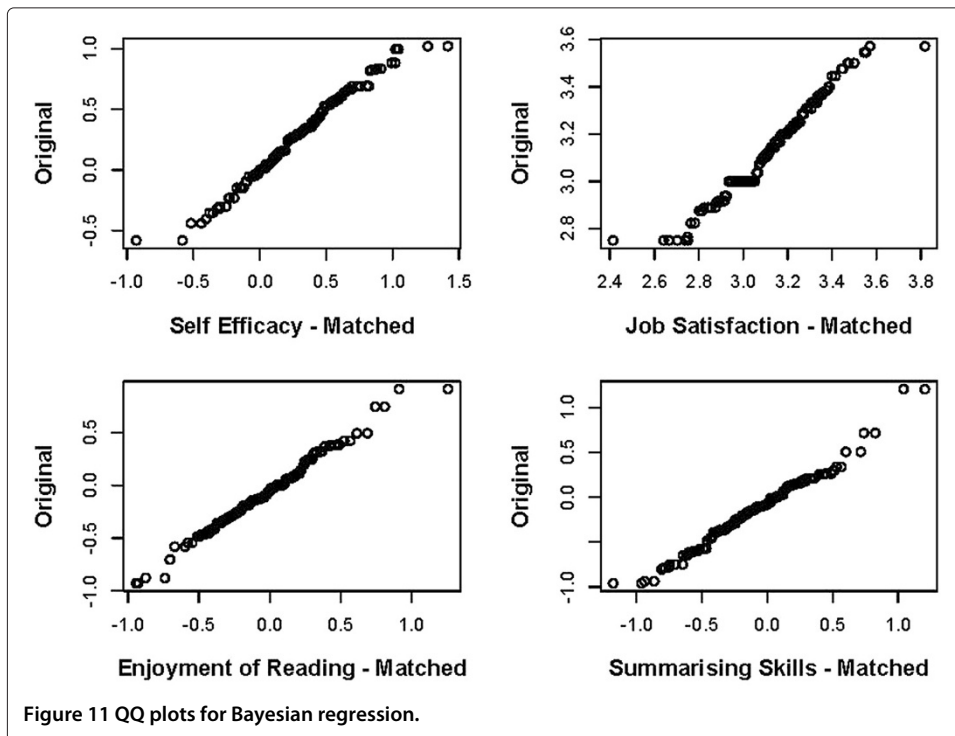 Original
1.0
0.5
0.0
-0.5
-1.0 -0.5 0.0 0.5 1.0 1.5
Self Efficacy - Matched
Original
3.6
3.4
3.2
3.0
2.8
2.4 2.6 2.8 3.0 3.2 3.4 3.6 3.8
Job Satisfaction - Matched
Original
0.5
0.0
-0.5
-1.0
-1.0 -0.5 0.0 0.5 1.0
Enjoyment of Reading - Matched
Original
1.0
0.5
0.0
-1.0
-1.0 -0.5 0.0 0.5 1.0
Summarising Skills - Matched
Figure 11 QQ plots for Bayesian regression.